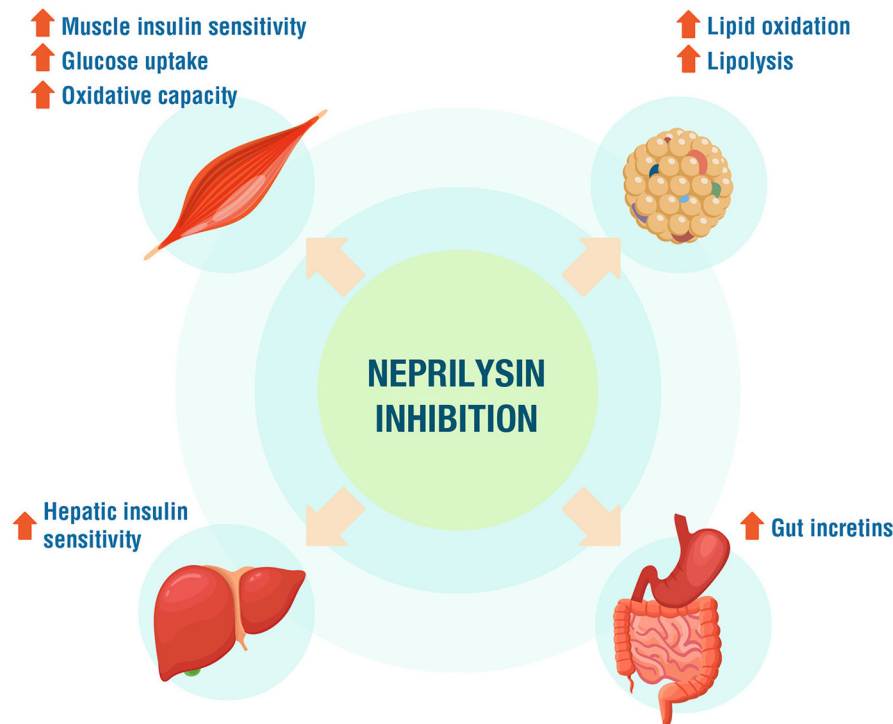 Muscle insulin sensitivity
Glucose uptake
Oxidative capacity
Lipid oxidation
Lipolysis
NEPRILYSIN
INHIBITION
Hepatic insulin
sensitivity
Gut incretins